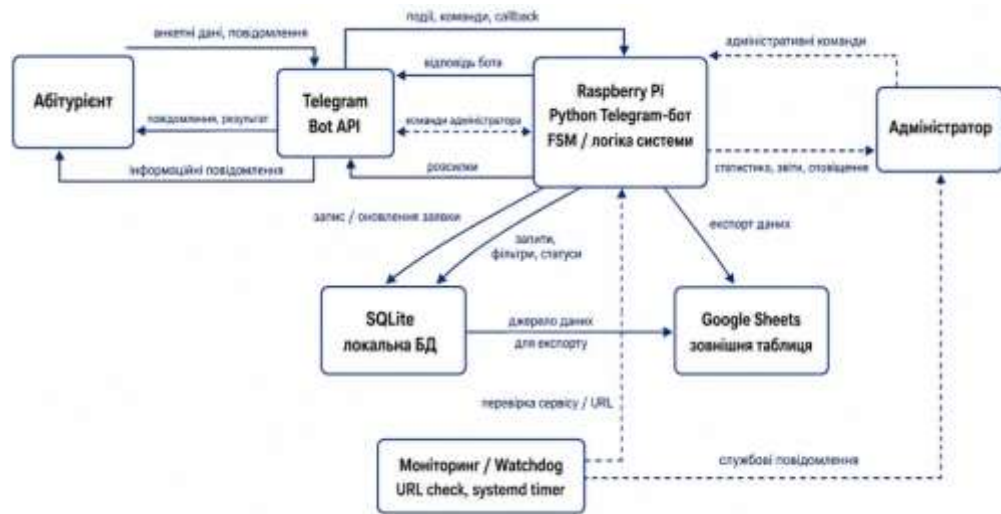 події, команди, callback
анкетні дані, повідомлення
адміністративні команди
відповідь бота
Абітурієнт
Telegram
Bot API
Raspberry Pi
Python Telegram-бот
FSM / логіка системи
Адміністратор
повідомлення, результат
команди адміністратора
інформаційні повідомлення
розсилки
статистика, звіти, сповіщення
запис / оновлення заявки
запити,
фільтри, статуси
експорт даних
SQLite
локальна БД
джерело даних
для експорту
Google Sheets
зовнішня таблиця
перевірка сервісу / URL
Моніторинг / Watchdog
URL check, systemd timer
службові повідомлення